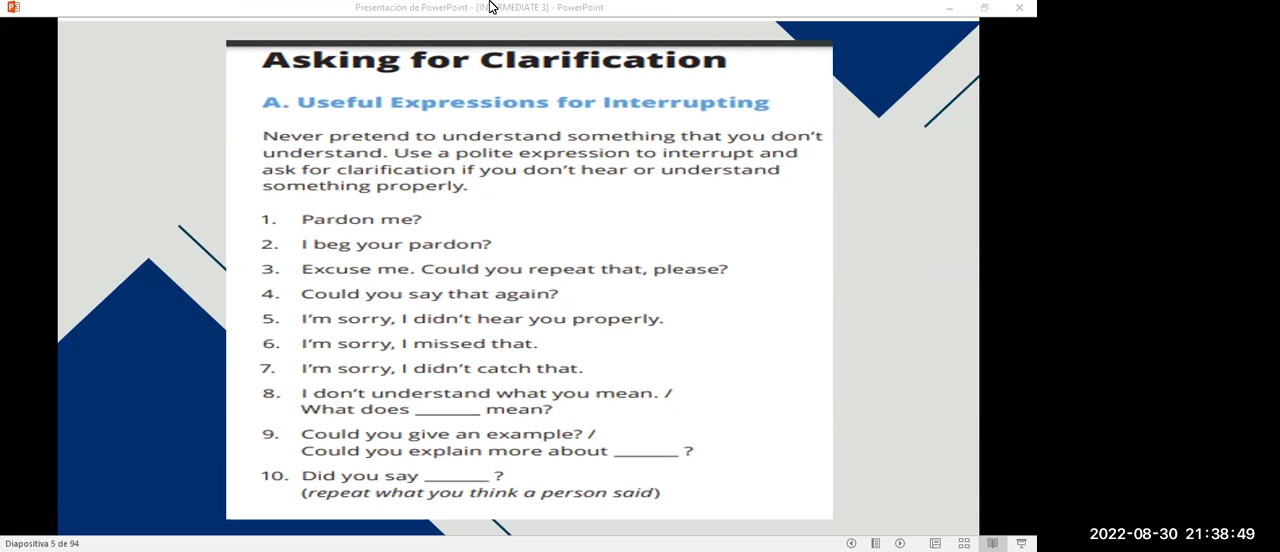 Presentación de PowerPoint - [INTERMEDIATE 3] - PowerPoint
Asking for Clarification
A. Useful Expressions for Interrupting
Never pretend to understand something that you don't
understand. Use a polite expression to interrupt and
ask for clarification if you don't hear or understand
something properly.
1. Pardon me?
2. I beg your pardon?
3. Excuse me. Could you repeat that, please?
4. Could you say that again?
5. I'm sorry, I didn't hear you properly.
6. I'm sorry, I missed that.
7. I'm sorry, I didn't catch that.
8. I don't understand what you mean. /
What does _______ mean?
9. Could you give an example? /
Could you explain more about _______ ?
10. Did you say _______ ?
(repeat what you think a person said)
Diapositiva 5 de 94
2022-08-30 21:38:49